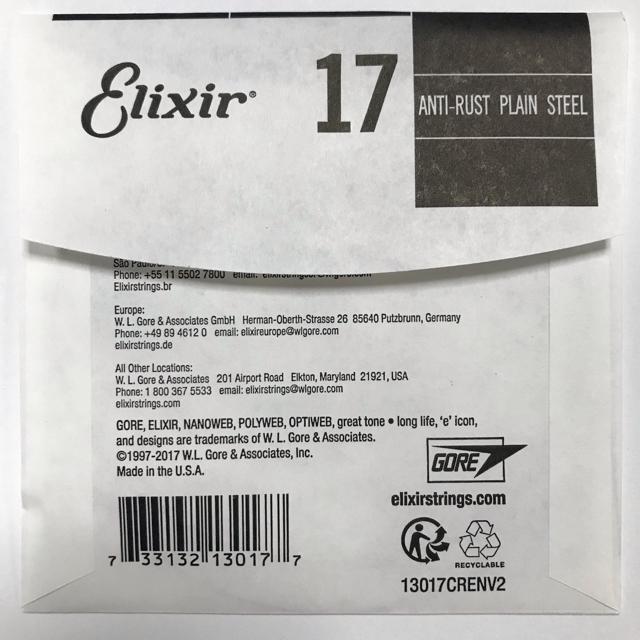 Elixir®
17
ANTI-RUST PLAIN STEEL
São Paulo
Phone: +55 11 5502 7800 email:
Elixirstrings.br
Europe:
W. L. Gore & Associates GmbH Herman-Oberth-Strasse 26 85640 Putzbrunn, Germany
Phone: +49 89 4612 0 email: elixireurope@wlgore.com
elixirstrings.de
All Other Locations:
W. L. Gore & Associates 201 Airport Road Elkton, Maryland 21921, USA
Phone: 1 800 367 5533 email: elixirstrings@wlgore.com
elixirstrings.com
GORE, ELIXIR, NANOWEB, POLYWEB, OPTIWEB, great tone • long life, ‘e’ icon,
and designs are trademarks of W. L. Gore & Associates.
©1997-2017 W.L. Gore & Associates, Inc.
Made in the U.S.A.
GORE
elixirstrings.com
7 33132 13017 7
RECYCLABLE
13017CRENV2